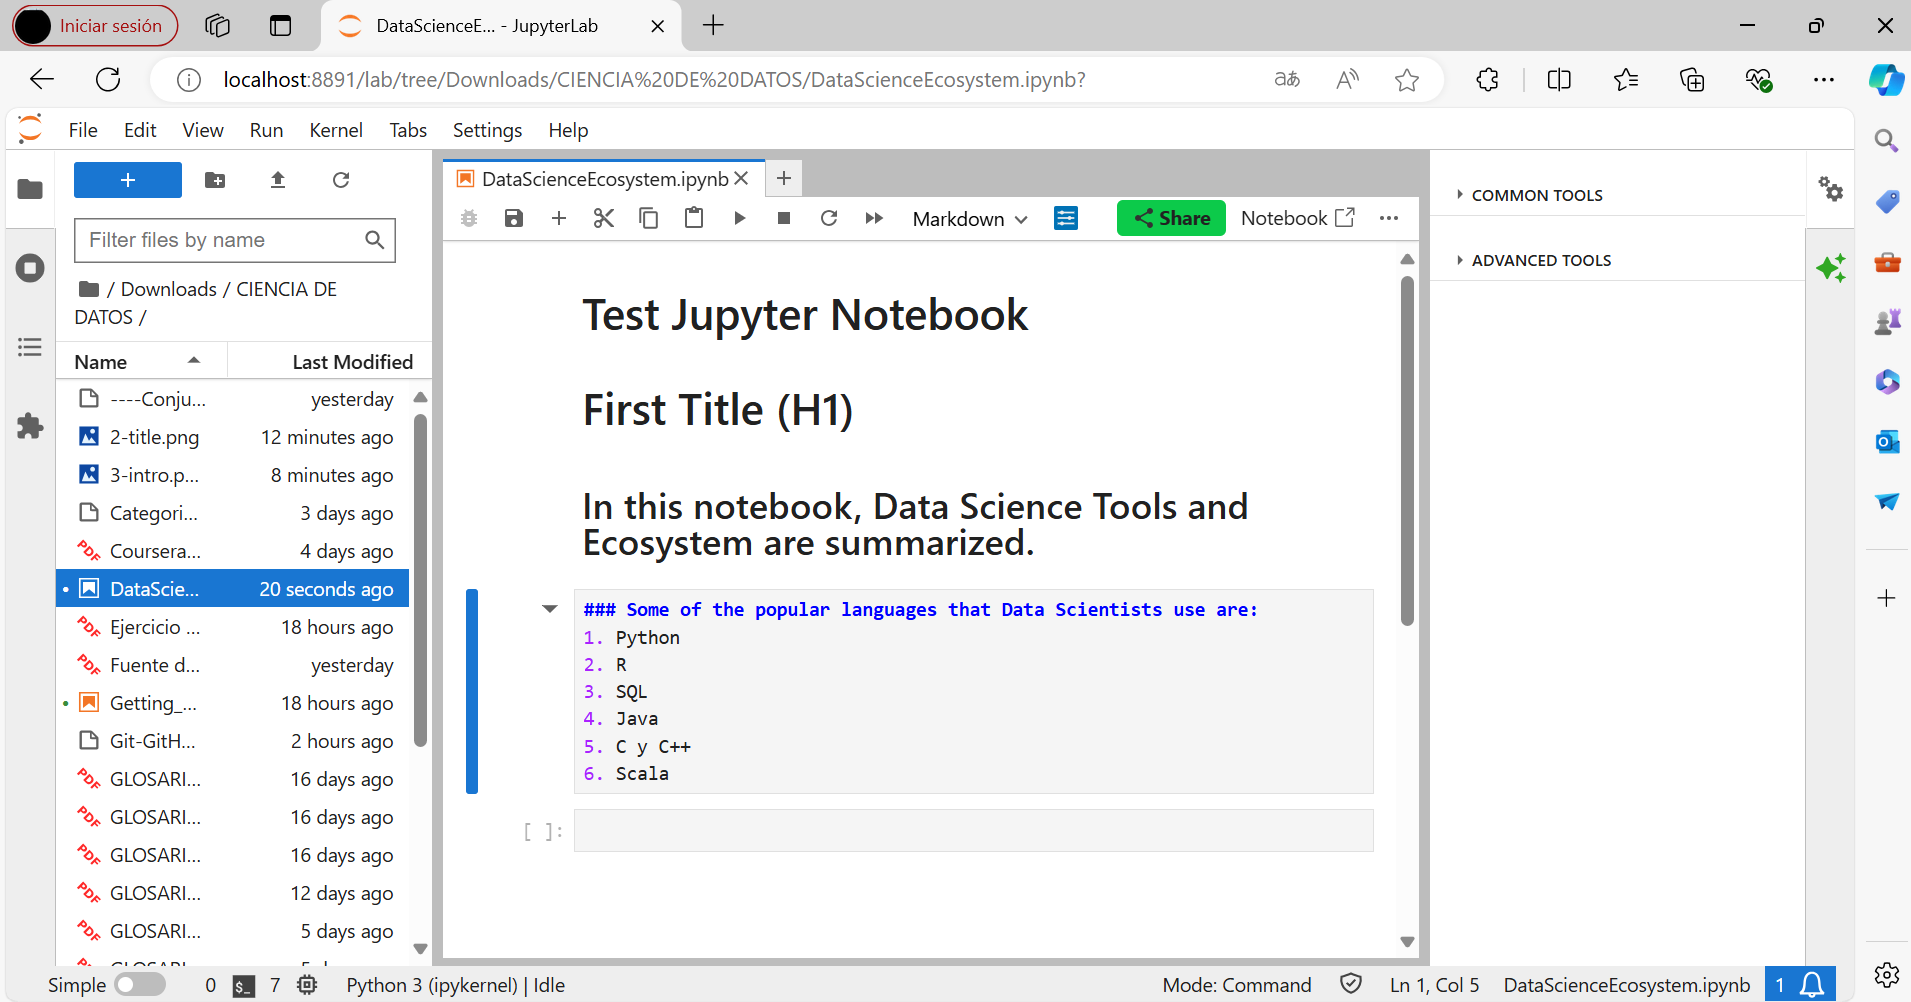 Iniciar sesión
DataScienceE... - JupyterLab
localhost:8891/lab/tree/Downloads/CIENCIA%20DE%20DATOS/DataScienceEcosystem.ipynb?
File Edit View Run Kernel Tabs Settings Help
Filter files by name
/ Downloads / CIENCIA DE
DATOS /
Name Last Modified
----Conju... yesterday
2-title.png 12 minutes ago
3-intro.p... 8 minutes ago
Categori... 3 days ago
Coursera... 4 days ago
DataScie... 20 seconds ago
Ejercicio ... 18 hours ago
Fuente d... yesterday
Getting_... 18 hours ago
Git-GitH... 2 hours ago
GLOSARI... 16 days ago
GLOSARI... 16 days ago
GLOSARI... 16 days ago
GLOSARI... 12 days ago
GLOSARI... 5 days ago
DataScienceEcosystem.ipynb
Markdown Share Notebook
Test Jupyter Notebook
First Title (H1)
In this notebook, Data Science Tools and
Ecosystem are summarized.
### Some of the popular languages that Data Scientists use are:
1. Python
2. R
3. SQL
4. Java
5. C y C++
6. Scala
[ ]:
COMMON TOOLS
ADVANCED TOOLS
Simple 0 7 Python 3 (ipykernel) | Idle Mode: Command Ln 1, Col 5 DataScienceEcosystem.ipynb 1